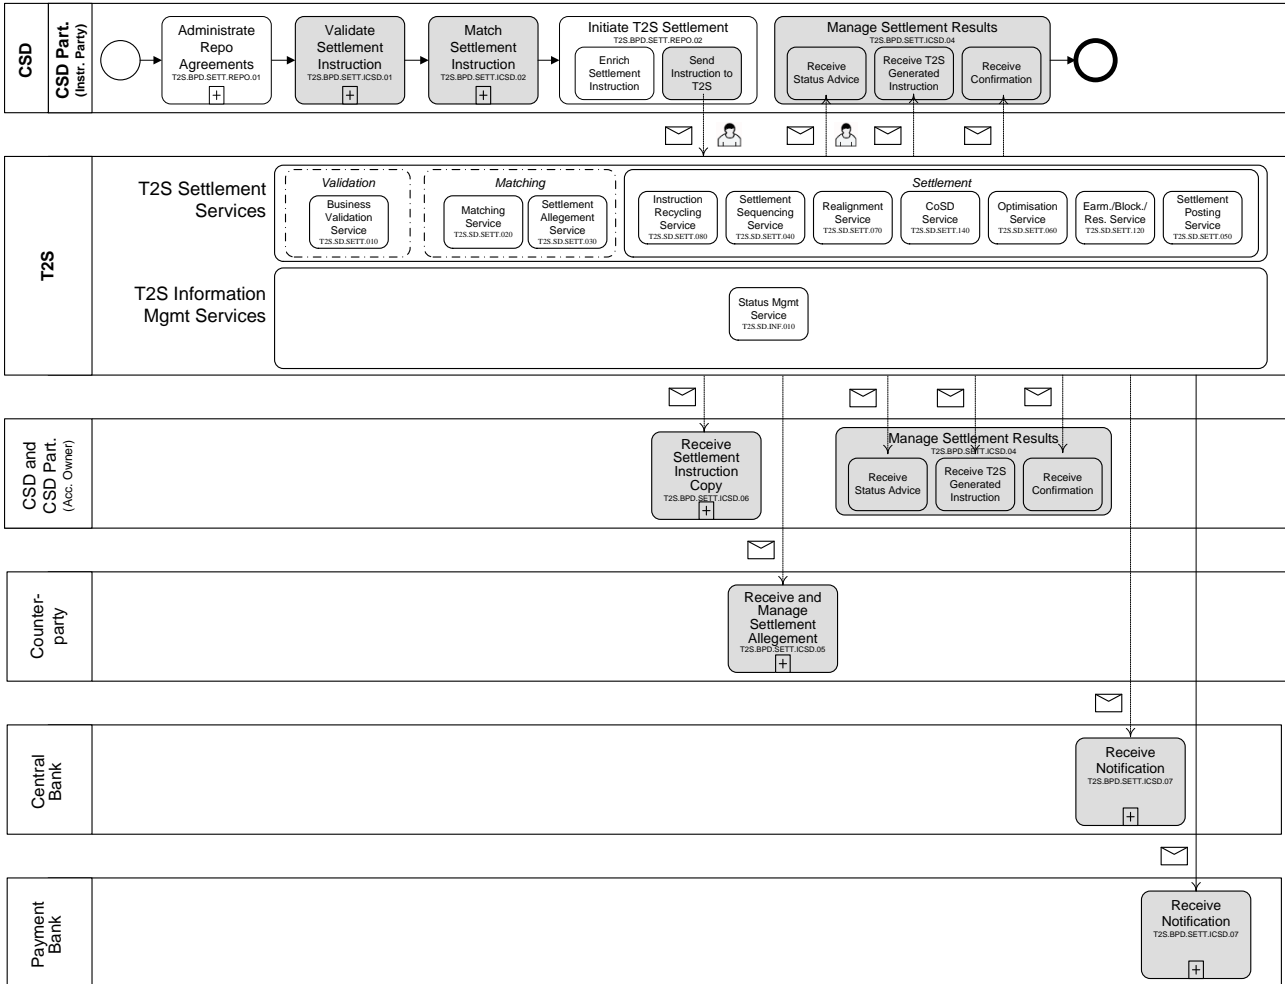 CSD
CSD Part.
(Instr. Party)
Administrate
Repo
Agreements
T2S.BPD.SETT.REPO.01
+
Validate
Settlement
Instruction
T2S.BPD.SETT.ICSD.01
+
Match
Settlement
Instruction
T2S.BPD.SETT.ICSD.02
+
Initiate T2S Settlement
T2S.BPD.SETT.REPO.02
Enrich
Settlement
Instruction
Send
Instruction to
T2S
Manage Settlement Results
T2S.BPD.SETT.ICSD.04
Receive
Status Advice
Receive T2S
Generated
Instruction
Receive
Confirmation
T2S
T2S Settlement
Services
Validation
Business
Validation
Service
T2S.SD.SETT.010
Matching
Matching
Service
T2S.SD.SETT.020
Settlement
Allegement
Service
T2S.SD.SETT.030
Settlement
Instruction
Recycling
Service
T2S.SD.SETT.080
Settlement
Sequencing
Service
T2S.SD.SETT.040
Realignment
Service
T2S.SD.SETT.070
CoSD
Service
T2S.SD.SETT.140
Optimisation
Service
T2S.SD.SETT.060
Earm./Block./
Res. Service
T2S.SD.SETT.120
Settlement
Posting
Service
T2S.SD.SETT.050
T2S Information
Mgmt Services
Status Mgmt
Service
T2S.SD.INF.010
CSD and
CSD Part.
(Acc. Owner)
Receive
Settlement
Instruction
Copy
T2S.BPD.SETT.ICSD.06
+
Manage Settlement Results
T2S.BPD.SETT.ICSD.04
Receive
Status Advice
Receive T2S
Generated
Instruction
Receive
Confirmation
Counter-
party
Receive and
Manage
Settlement
Allegement
T2S.BPD.SETT.ICSD.05
+
Central
Bank
Receive
Notification
T2S.BPD.SETT.ICSD.07
+
Payment
Bank
Receive
Notification
T2S.BPD.SETT.ICSD.07
+